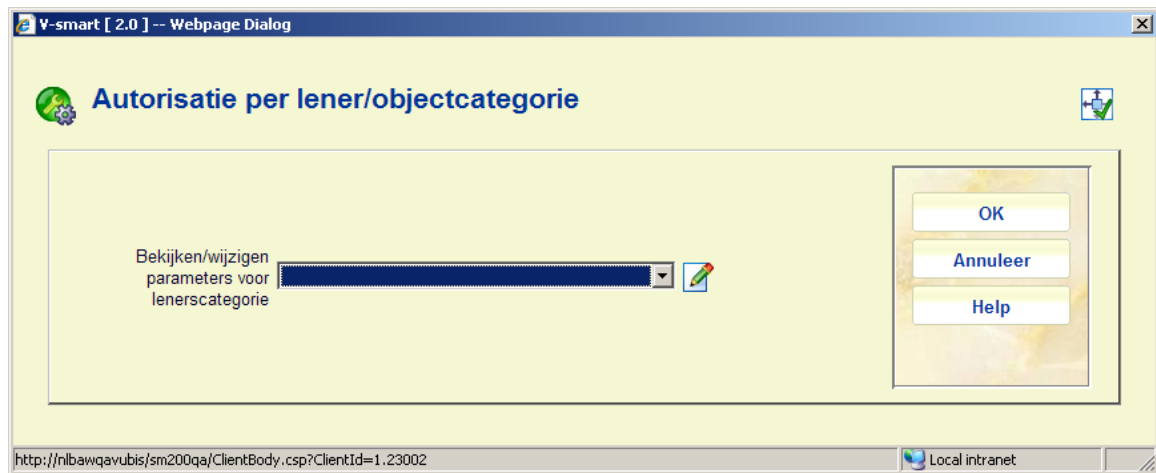 V-smart [ 2.0 ] -- Webpage Dialog
Autorisatie per lener/objectcategorie
Bekijken/wijzigen
parameters voor
lenerscategorie
OK
Annuleer
Help
http://nlbawqavubis/sm200qa/ClientBody.csp?ClientId=1.23002
Local intranet